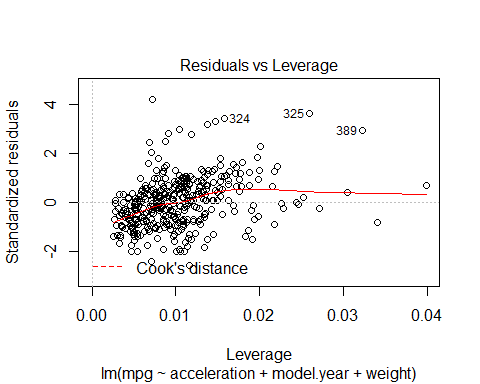 Residuals vs Leverage
Standardized residuals
4
2
0
-2
324
325
389
Cook's distance
0.00 0.01 0.02 0.03 0.04
Leverage
lm(mpg ~ acceleration + model.year + weight)